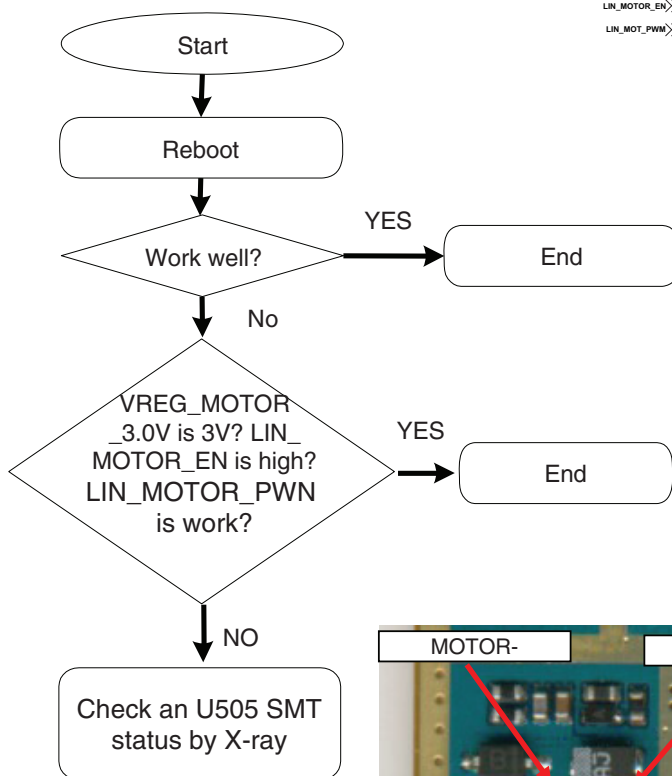 LIN_MOTOR_EN
LIN_MOT_PWM
Start
Reboot
Work well?
YES
End
No
VREG_MOTOR
_3.0V is 3V? LIN_
MOTOR_EN is high?
LIN_MOTOR_PWN
is work?
YES
End
NO
Check an U505 SMT
status by X-ray
MOTOR-